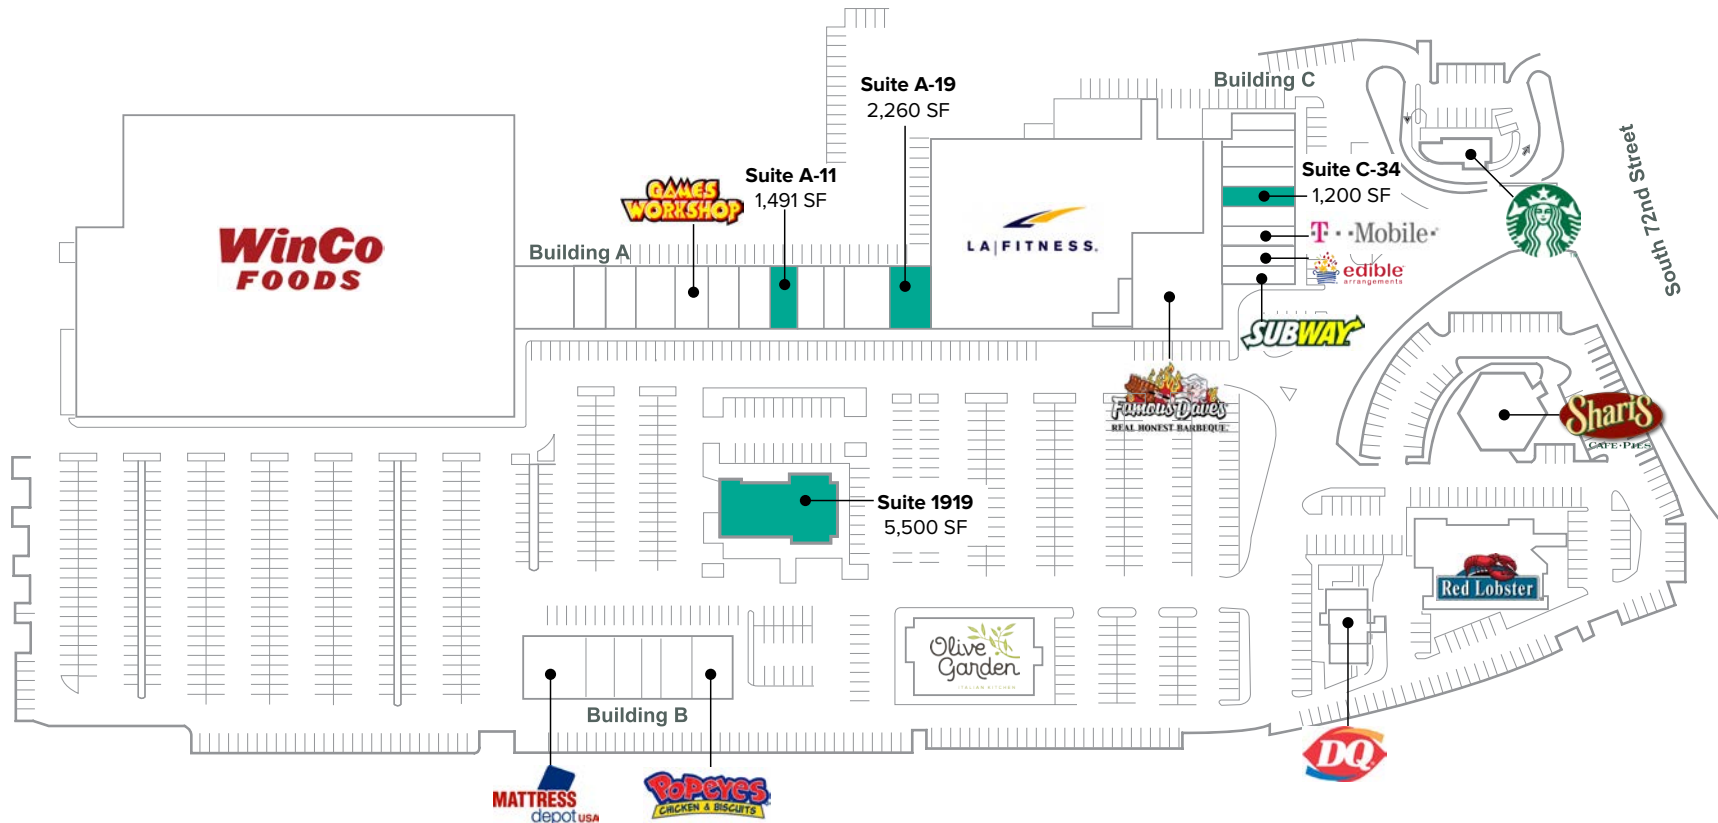 Building C
Suite A-19
2,260 SF
Suite A-11
1,491 SF
Suite C-34
1,200 SF
South 72nd Street
GAMES
WORKSHOP
WinCo
FOODS
Building A
LA|FITNESS.
T··Mobile·
edible
arrangements
SUBWAY
Famous Dave's
REAL HONEST BARBEQUE.
Shari's
CAFE·PIES
Suite 1919
5,500 SF
Red Lobster
Olive
Garden
ITALIAN KITCHEN
Building B
DQ
MATTRESS
depot USA
POPEYES
CHICKEN & BISCUITS